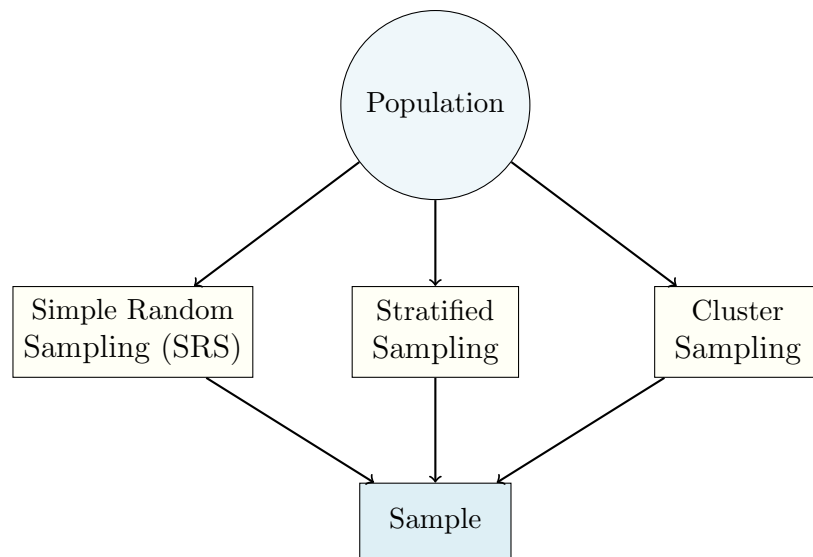 Population
Simple Random
Sampling (SRS)
Stratified
Sampling
Cluster
Sampling
Sample